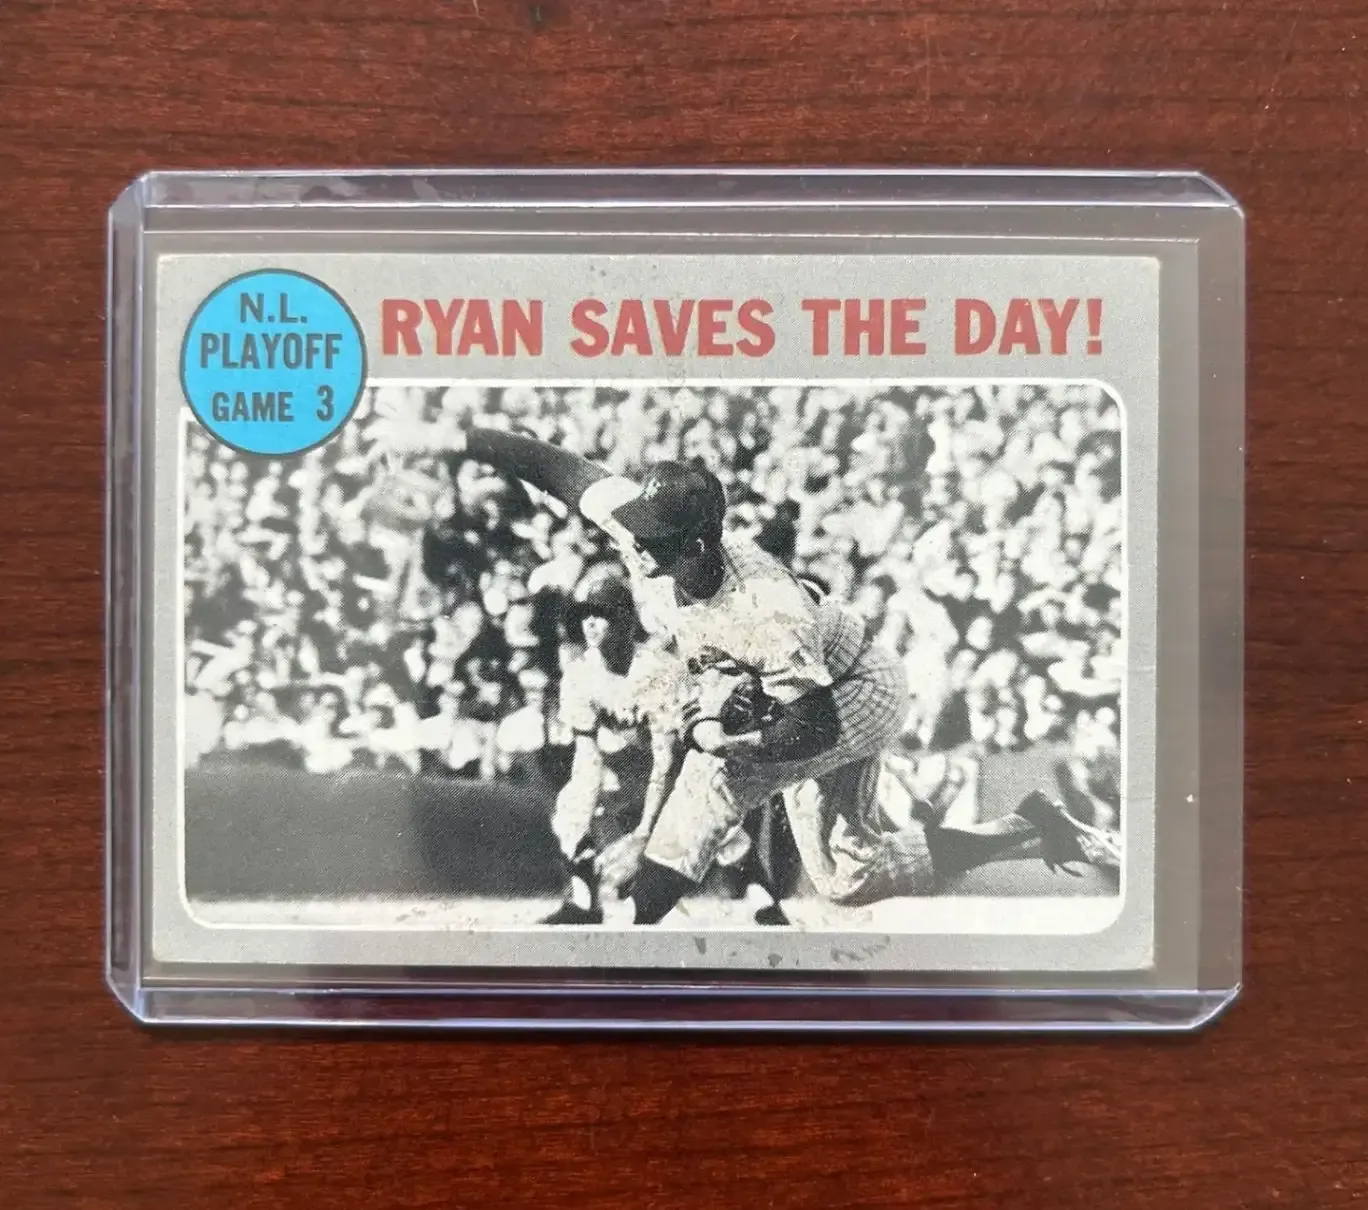 N.L.
PLAYOFF
GAME 3
RYAN SAVES THE DAY!